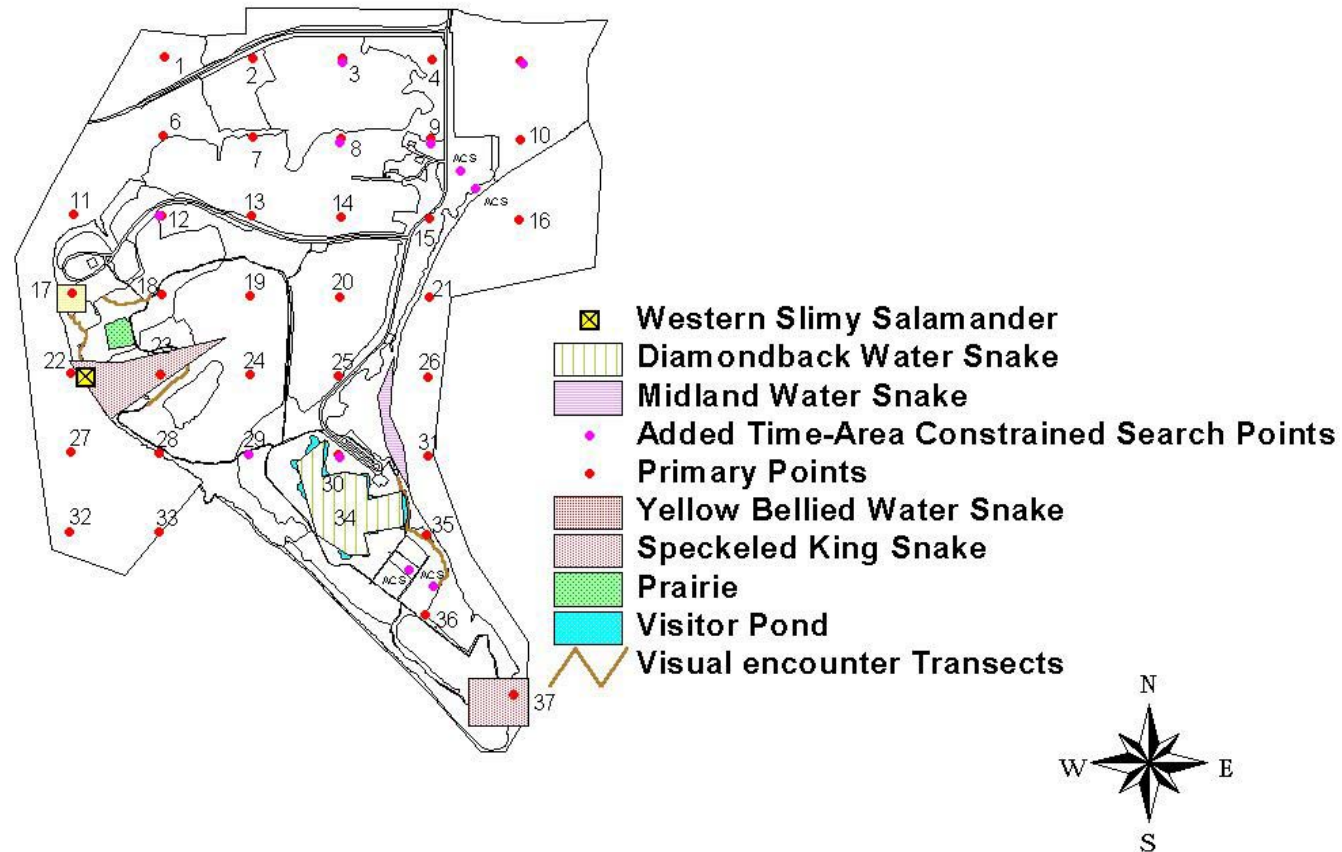 1
2
3
4
6
7
8
9
10
ACS
ACS
11
12
13
14
15
16
17
18
19
20
21
22
23
24
25
26
27
28
29
30
31
32
33
34
35
ACS
ACS
36
37
Western Slimy Salamander
Diamondback Water Snake
Midland Water Snake
Added Time-Area Constrained Search Points
Primary Points
Yellow Bellied Water Snake
Speckeled King Snake
Prairie
Visitor Pond
Visual encounter Transects
N
W E
S